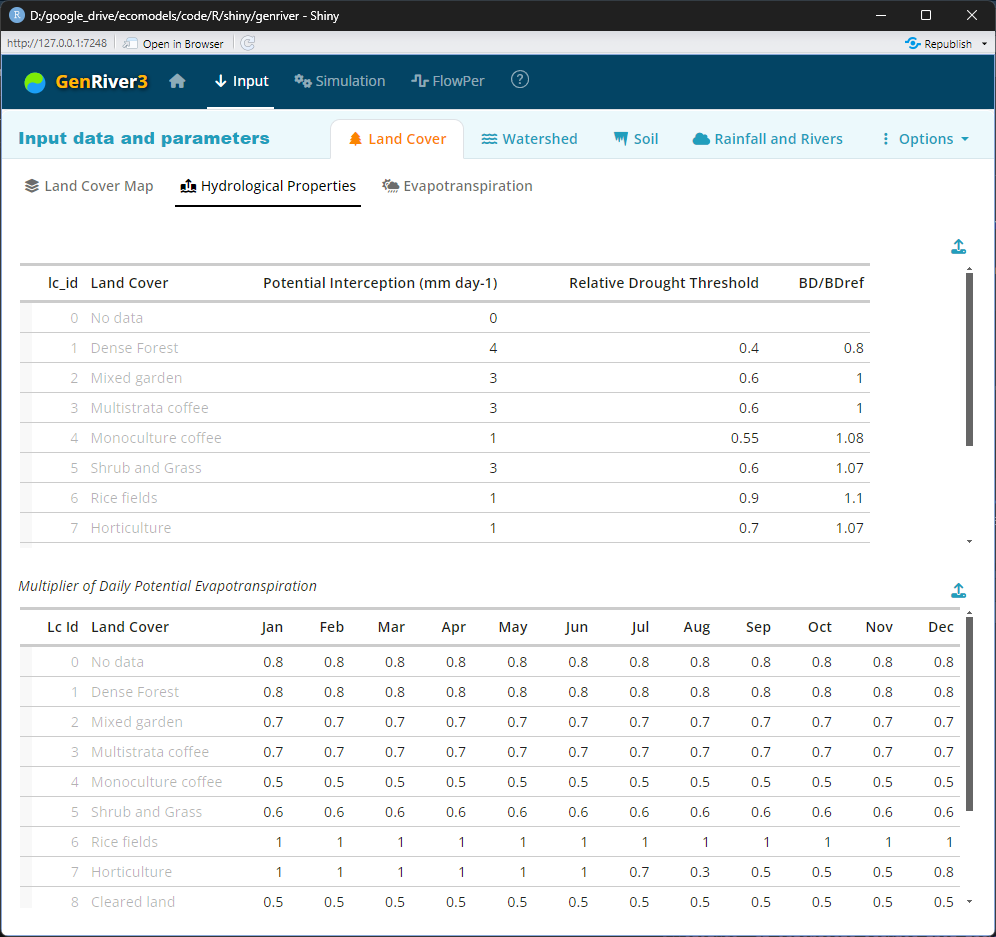 D:/google_drive/ecomodels/code/R/shiny/genriver - Shiny
http://127.0.0.1:7248 Open in Browser Republish
GenRiver3 Input Simulation FlowPer ?
Input data and parameters Land Cover Watershed Soil Rainfall and Rivers Options
Land Cover Map Hydrological Properties Evapotranspiration
lc_id Land Cover Potential Interception (mm day-1) Relative Drought Threshold BD/BDref
0 No data 0
1 Dense Forest 4 0.4 0.8
2 Mixed garden 3 0.6 1
3 Multistrata coffee 3 0.6 1
4 Monoculture coffee 1 0.55 1.08
5 Shrub and Grass 3 0.6 1.07
6 Rice fields 1 0.9 1.1
7 Horticulture 1 0.7 1.07
Multiplier of Daily Potential Evapotranspiration
Lc Id Land Cover Jan Feb Mar Apr May Jun Jul Aug Sep Oct Nov Dec
0 No data 0.8 0.8 0.8 0.8 0.8 0.8 0.8 0.8 0.8 0.8 0.8 0.8
1 Dense Forest 0.8 0.8 0.8 0.8 0.8 0.8 0.8 0.8 0.8 0.8 0.8 0.8
2 Mixed garden 0.7 0.7 0.7 0.7 0.7 0.7 0.7 0.7 0.7 0.7 0.7 0.7
3 Multistrata coffee 0.7 0.7 0.7 0.7 0.7 0.7 0.7 0.7 0.7 0.7 0.7 0.7
4 Monoculture coffee 0.5 0.5 0.5 0.5 0.5 0.5 0.5 0.5 0.5 0.5 0.5 0.5
5 Shrub and Grass 0.6 0.6 0.6 0.6 0.6 0.6 0.6 0.6 0.6 0.6 0.6 0.6
6 Rice fields 1 1 1 1 1 1 1 1 1 1 1 1
7 Horticulture 1 1 1 1 1 1 0.7 0.3 0.5 0.5 0.5 0.8
8 Cleared land 0.5 0.5 0.5 0.5 0.5 0.5 0.5 0.5 0.5 0.5 0.5 0.5